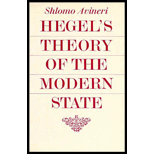 Shlomo Avineri
HEGEL'S
THEORY OF THE
MODERN
STATE